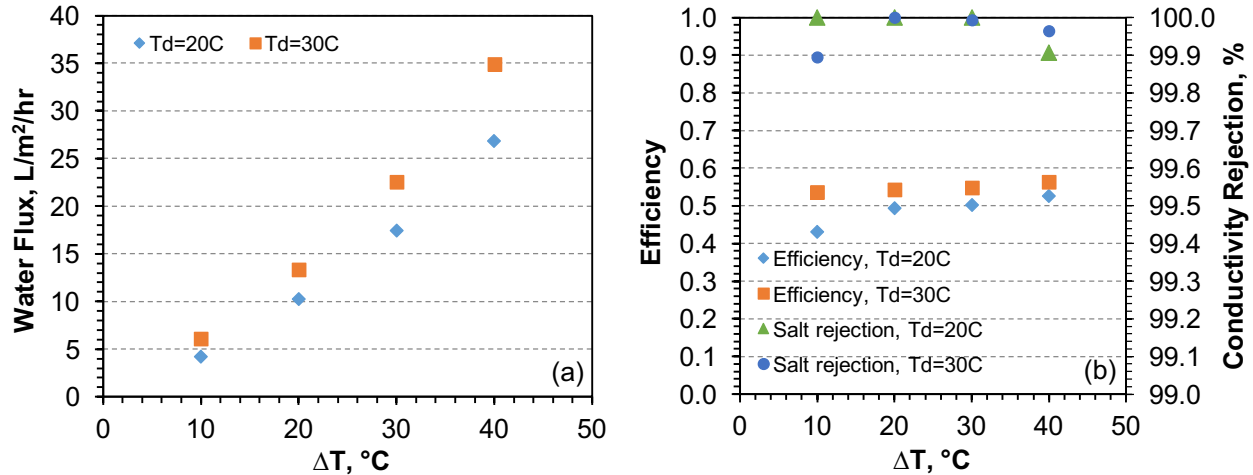 40
35
30
25
20
15
10
5
0
Water Flux, L/m²/hr
Td=20C Td=30C
(a)
0 10 20 30 40 50
ΔT, °C
1.0
0.9
0.8
0.7
0.6
0.5
0.4
0.3
0.2
0.1
0.0
Efficiency
Efficiency, Td=20C
Efficiency, Td=30C
Salt rejection, Td=20C
Salt rejection, Td=30C
(b)
0 10 20 30 40 50
ΔT, °C
100.0
99.9
99.8
99.7
99.6
99.5
99.4
99.3
99.2
99.1
99.0
Conductivity Rejection, %